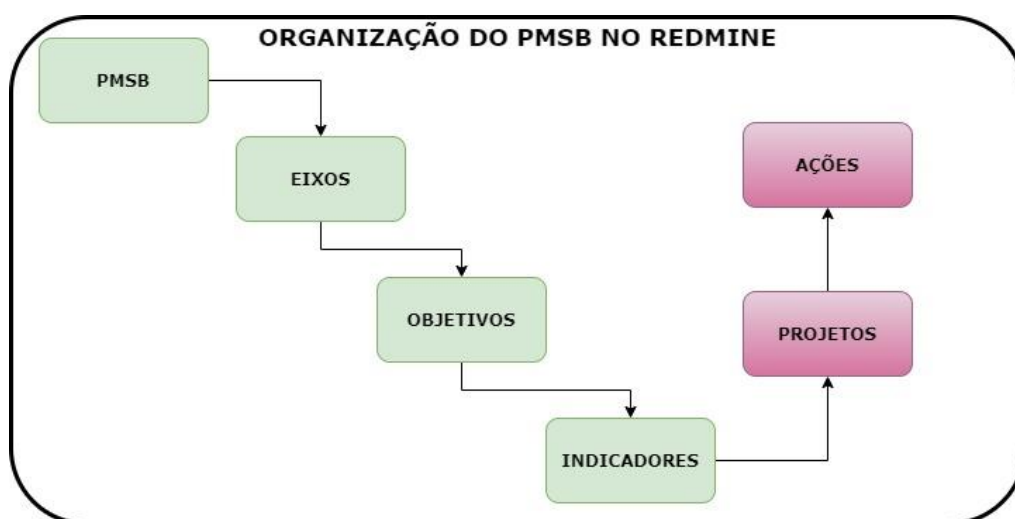 ORGANIZAÇÃO DO PMSB NO REDMINE
PMSB
EIXOS
OBJETIVOS
INDICADORES
PROJETOS
AÇÕES